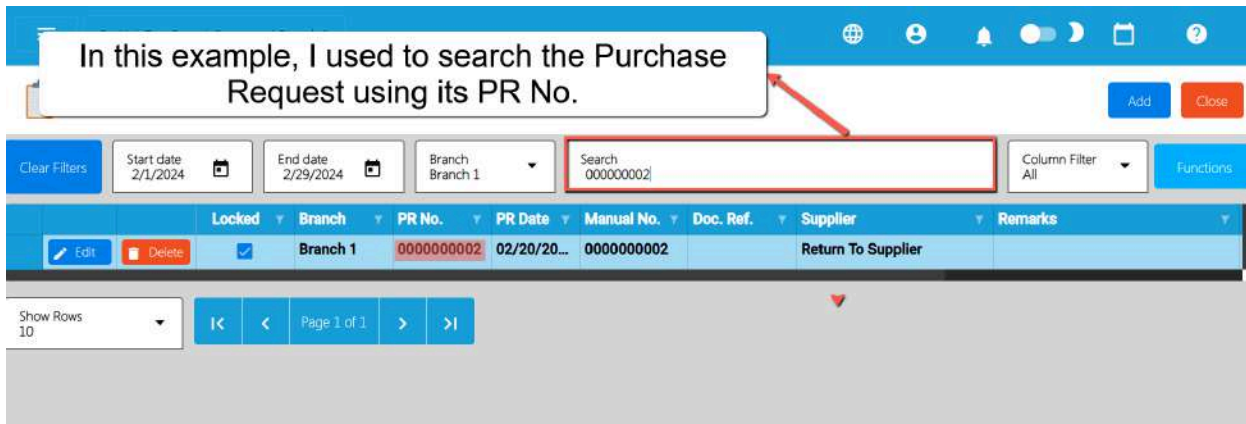 In this example, I used to search the Purchase
Request using its PR No.
Add
Close
Clear Filters
Start date
2/1/2024
End date
2/29/2024
Branch
Branch 1
Search
000000002
Column Filter
All
Functions
Locked Branch PR No. PR Date Manual No. Doc. Ref. Supplier Remarks
Edit Delete Branch 1 0000000002 02/20/20... 0000000002 Return To Supplier
Show Rows
10
Page 1 of 1